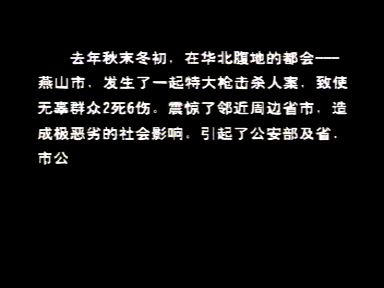 去年秋末冬初，在华北腹地的都会---
燕山市，发生了一起特大枪击杀人案，致使
无辜群众2死6伤。震惊了邻近周边省市，造
成极恶劣的社会影响。引起了公安部及省、
市公